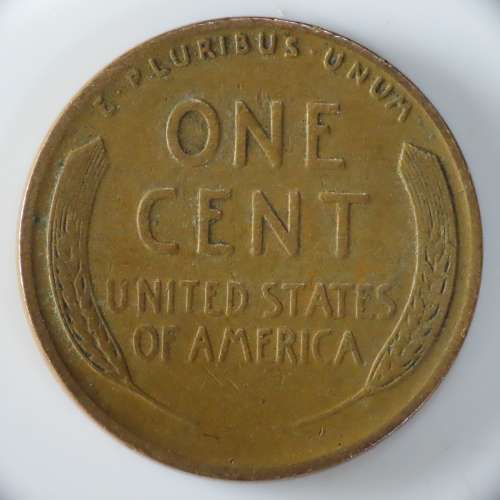 E·PLURIBUS·UNUM
ONE
CENT
UNITED STATES
OF AMERICA